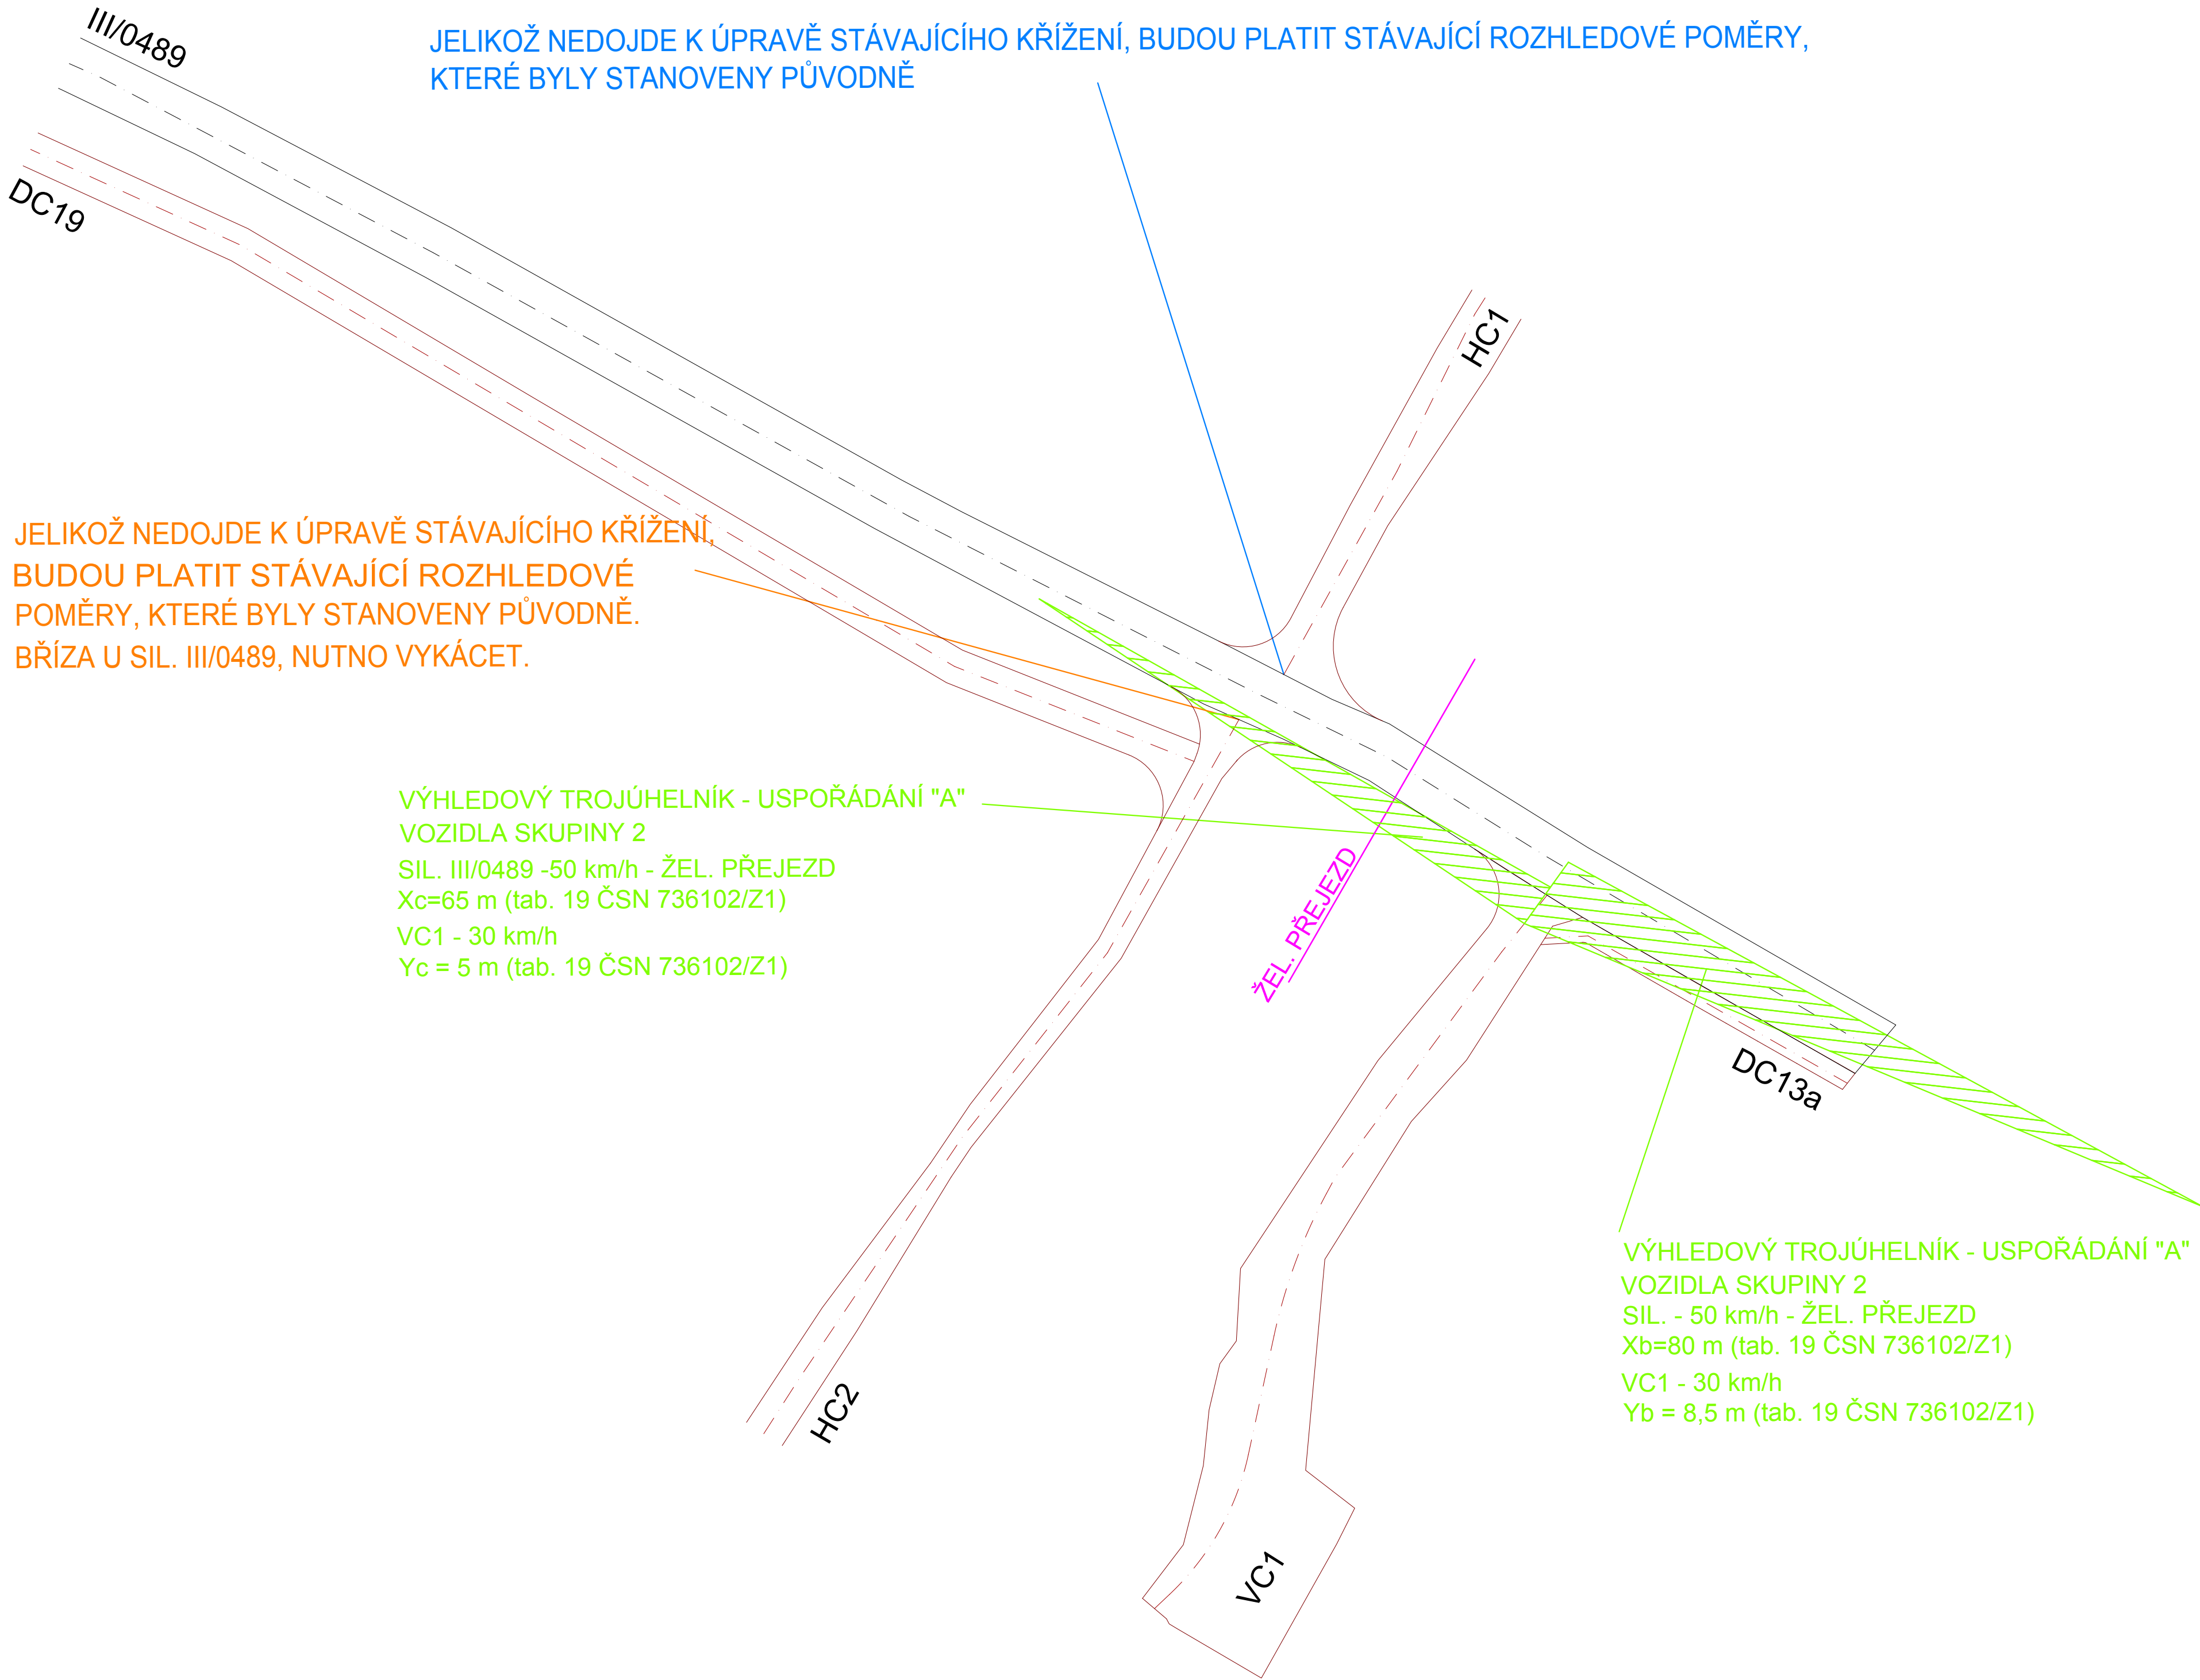 III/0489
JELIKOŽ NEDOJDE K ÚPRAVĚ STÁVAJÍCÍHO KŘÍŽENÍ, BUDOU PLATIT STÁVAJÍCÍ ROZHLEDOVÉ POMĚRY,
KTERÉ BYLY STANOVENY PŮVODNĚ
DC19
HC1
JELIKOŽ NEDOJDE K ÚPRAVĚ STÁVAJÍCÍHO KŘÍŽENÍ,
BUDOU PLATIT STÁVAJÍCÍ ROZHLEDOVÉ
POMĚRY, KTERÉ BYLY STANOVENY PŮVODNĚ.
BŘÍZA U SIL. III/0489, NUTNO VYKÁCET.
VÝHLEDOVÝ TROJÚHELNÍK - USPOŘÁDÁNÍ "A"
VOZIDLA SKUPINY 2
SIL. III/0489 -50 km/h - ŽEL. PŘEJEZD
Xc=65 m (tab. 19 ČSN 736102/Z1)
VC1 - 30 km/h
Yc = 5 m (tab. 19 ČSN 736102/Z1)
ŽEL. PŘEJEZD
DC13a
VÝHLEDOVÝ TROJÚHELNÍK - USPOŘÁDÁNÍ "A"
VOZIDLA SKUPINY 2
SIL. - 50 km/h - ŽEL. PŘEJEZD
Xb=80 m (tab. 19 ČSN 736102/Z1)
VC1 - 30 km/h
Yb = 8,5 m (tab. 19 ČSN 736102/Z1)
HC2
VC1